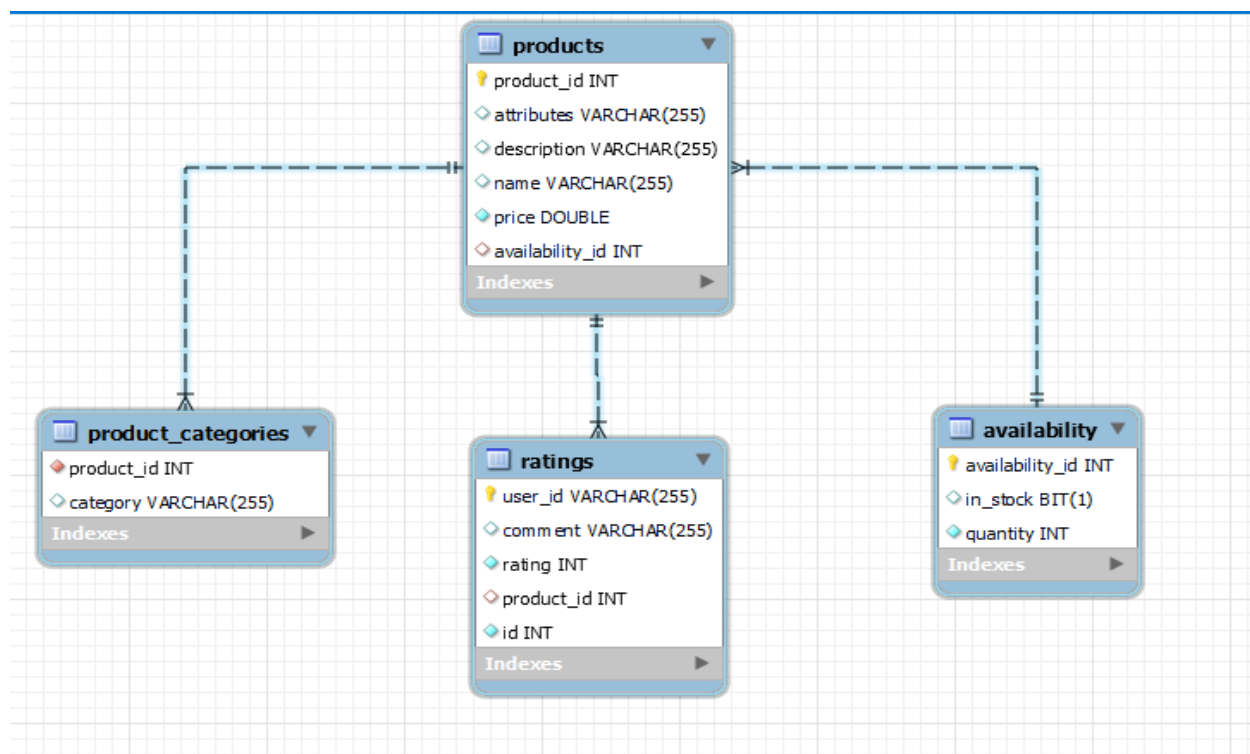 products
product_id INT
attributes VARCHAR(255)
description VARCHAR(255)
name VARCHAR(255)
price DOUBLE
availability_id INT
Indexes
product_categories
product_id INT
category VARCHAR(255)
Indexes
ratings
user_id VARCHAR(255)
comment VARCHAR(255)
rating INT
product_id INT
id INT
Indexes
availability
availability_id INT
in_stock BIT(1)
quantity INT
Indexes